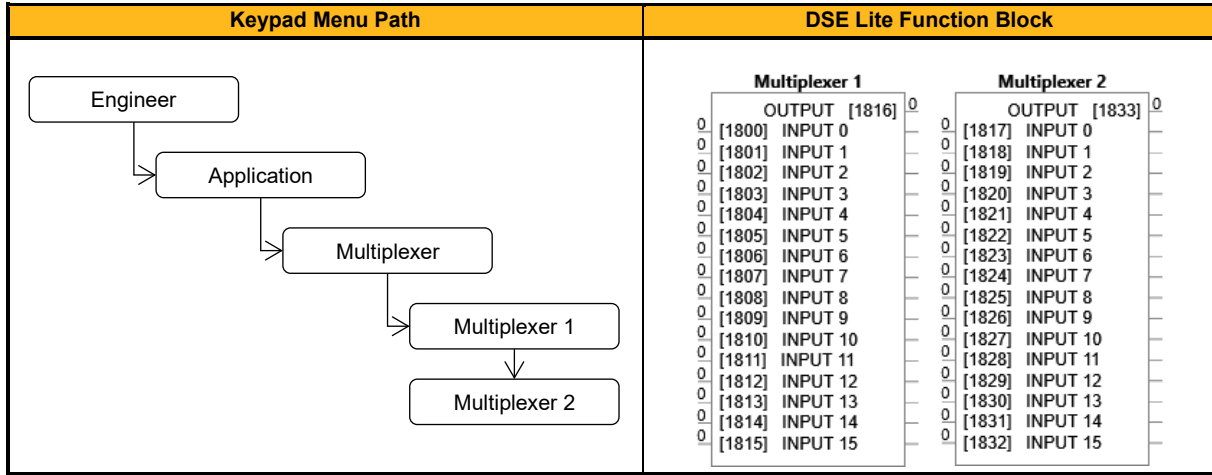 Keypad Menu Path
DSE Lite Function Block
Engineer
Application
Multiplexer
Multiplexer 1
Multiplexer 2
Multiplexer 1
OUTPUT [1816] 0
0 [1800] INPUT 0
0 [1801] INPUT 1
0 [1802] INPUT 2
0 [1803] INPUT 3
0 [1804] INPUT 4
0 [1805] INPUT 5
0 [1806] INPUT 6
0 [1807] INPUT 7
0 [1808] INPUT 8
0 [1809] INPUT 9
0 [1810] INPUT 10
0 [1811] INPUT 11
0 [1812] INPUT 12
0 [1813] INPUT 13
0 [1814] INPUT 14
0 [1815] INPUT 15
Multiplexer 2
OUTPUT [1833] 0
0 [1817] INPUT 0
0 [1818] INPUT 1
0 [1819] INPUT 2
0 [1820] INPUT 3
0 [1821] INPUT 4
0 [1822] INPUT 5
0 [1823] INPUT 6
0 [1824] INPUT 7
0 [1825] INPUT 8
0 [1826] INPUT 9
0 [1827] INPUT 10
0 [1828] INPUT 11
0 [1829] INPUT 12
0 [1830] INPUT 13
0 [1831] INPUT 14
0 [1832] INPUT 15